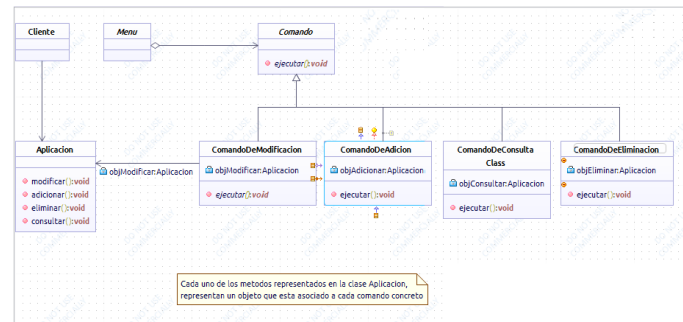 Cliente
Menu
Comando
ejecutar():void
Aplicacion
modificar():void
adicionar():void
eliminar():void
consultar():void
objModificar:Aplicacion
ComandoDeModificacion
objModificar:Aplicacion
ejecutar():void
ComandoDeAdicion
objAdicionar:Aplicacion
ejecutar():void
ComandoDeConsulta
Class
objConsultar:Aplicacion
ejecutar():void
ComandoDeEliminacion
objEliminar:Aplicacion
ejecutar():void
Cada uno de los metodos representados en la clase Aplicacion,
representan un objeto que esta asociado a cada comando concreto